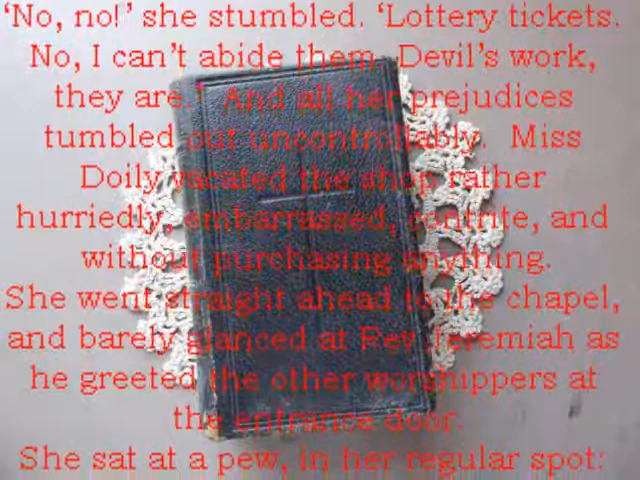 ‘No, no!’ she stumbled. ‘Lottery tickets.
No, I can’t abide them. Devil’s work,
they are.’ And all her prejudices
tumbled out uncontrollably. Miss
Doily vacated the shop rather
hurriedly, embarrassed, contrite, and
without purchasing anything.
She went straight ahead to the chapel,
and barely glanced at Rev. Jeremiah as
he greeted the other worshippers at
the entrance door.
She sat at a pew, in her regular spot: